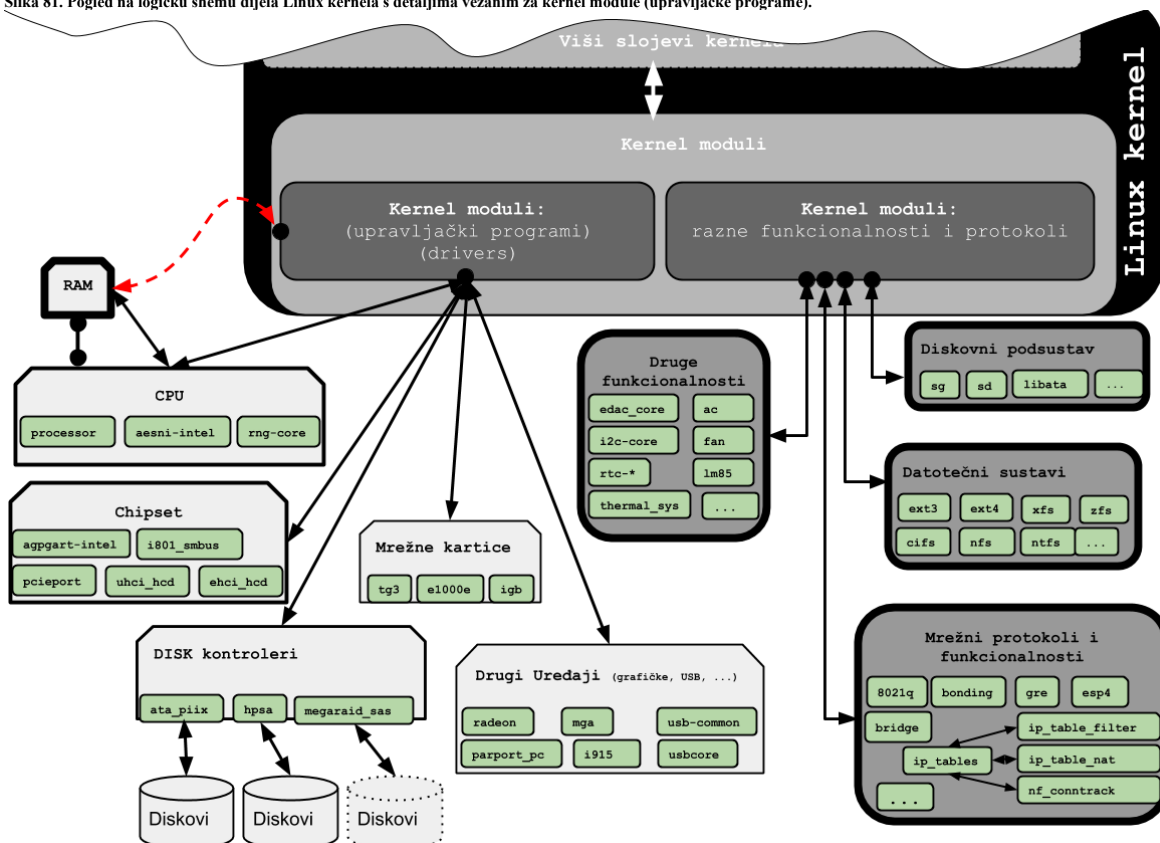 Slika 81. Pogled na logičku shemu dijela Linux kernela s detaljima vezanim za kernel module (upravljačke programe).
Viši slojevi kernela
Linux kernel
Kernel moduli
Kernel moduli:
(upravljački programi)
(drivers)
Kernel moduli:
razne funkcionalnosti i protokoli
RAM
CPU
processor
aesni-intel
rng-core
Chipset
agpgart-intel
i801_smbus
pcieport
uhci_hcd
ehci_hcd
Mrežne kartice
tg3
e1000e
igb
DISK kontroleri
ata_piix
hpsa
megaraid_sas
Diskovi
Diskovi
Diskovi
Drugi Uređaji (grafičke, USB, ...)
radeon
mga
usb-common
parport_pc
i915
usbcore
Druge
funkcionalnosti
edac_core
ac
i2c-core
fan
rtc-*
lm85
thermal_sys
...
Diskovni podsustav
sg
sd
libata
...
Datotečni sustavi
ext3
ext4
xfs
zfs
cifs
nfs
ntfs
...
Mrežni protokoli i
funkcionalnosti
8021q
bonding
gre
esp4
bridge
ip_table_filter
ip_tables
ip_table_nat
nf_conntrack
...